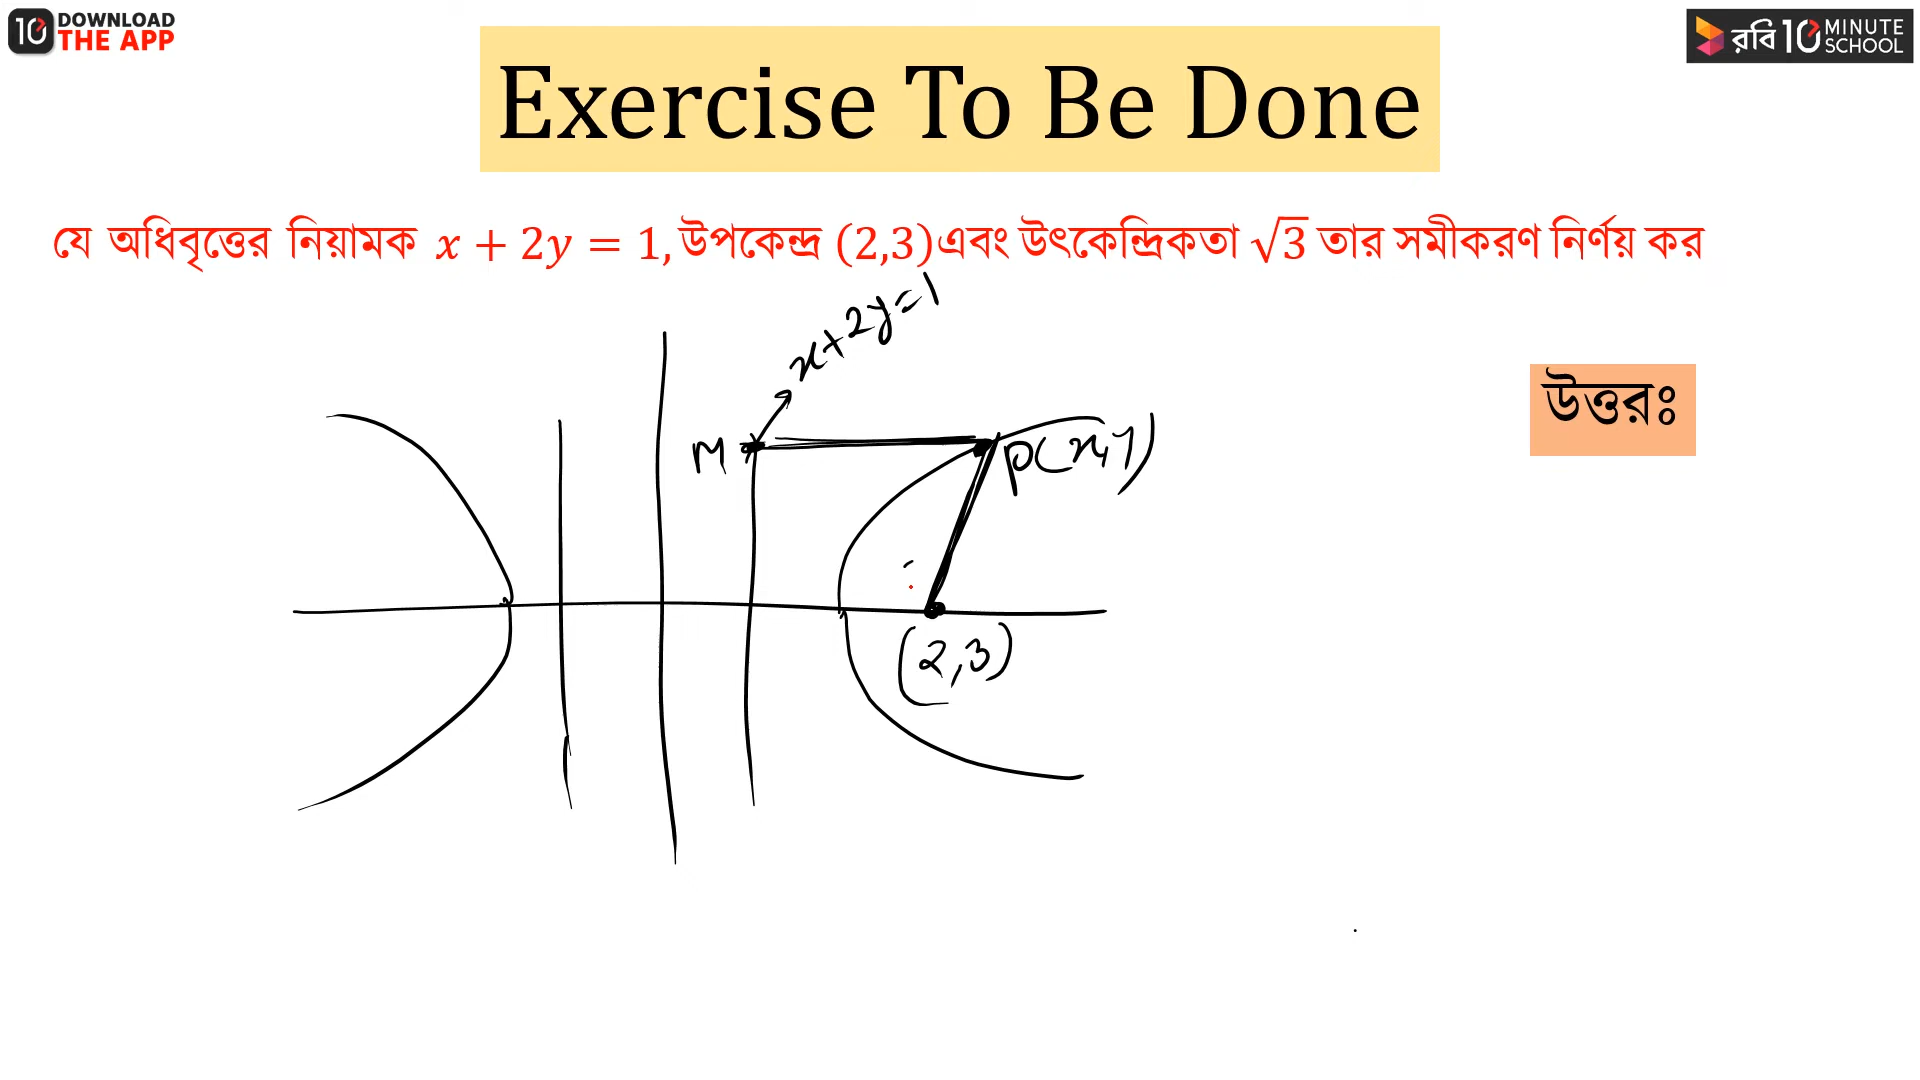 10 DOWNLOAD THE APP
রবি 10 MINUTE SCHOOL
Exercise To Be Done
যে অধিবৃত্তের নিয়ামক x + 2y = 1, উপকেন্দ্র (2,3)এবং উৎকেন্দ্রিকতা √3 তার সমীকরণ নির্ণয় কর
x+2y=1
উত্তরঃ
M
P(x,y)
(2,3)